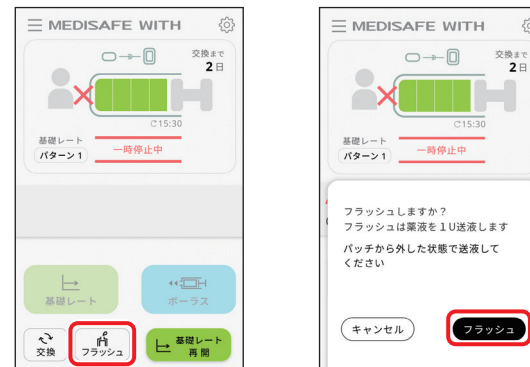 MEDISAFE WITH
交換まで
2日
15:30
基礎レート
パターン1
一時停止中
基礎レート
ボーラス
交換
フラッシュ
基礎レート
再開
MEDISAFE WITH
交換まで
2日
15:30
基礎レート
パターン1
一時停止中
フラッシュしますか？
フラッシュは薬液を1U送液します
パッチから外した状態で送液して
ください
キャンセル
フラッシュ